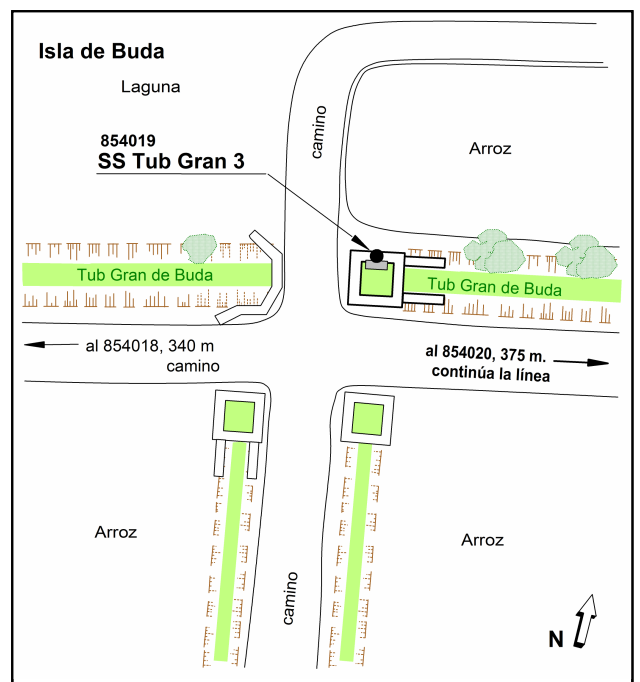 Isla de Buda
Laguna
camino
854019
SS Tub Gran 3
Arroz
Tub Gran de Buda
Tub Gran de Buda
al 854018, 340 m
camino
al 854020, 375 m.
continúa la línea
Arroz
Arroz
camino
N